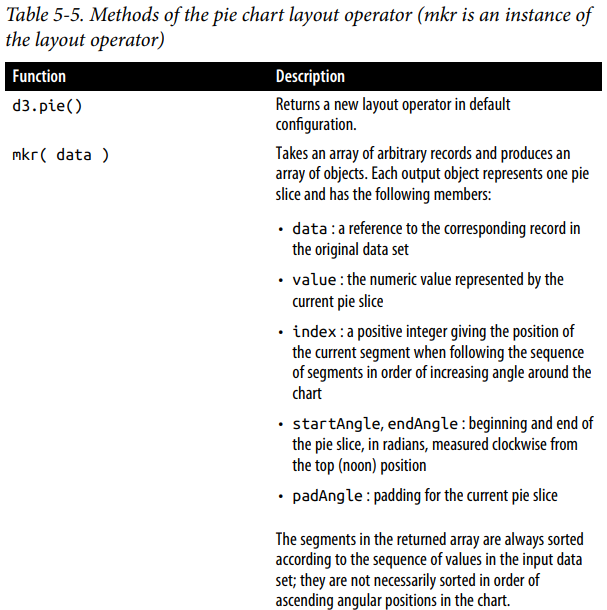 Table 5-5. Methods of the pie chart layout operator (mkr is an instance of
the layout operator)
Function Description
d3.pie() Returns a new layout operator in default
configuration.
mkr( data ) Takes an array of arbitrary records and produces an
array of objects. Each output object represents one pie
slice and has the following members:
• data : a reference to the corresponding record in
the original data set
• value : the numeric value represented by the
current pie slice
• index : a positive integer giving the position of
the current segment when following the sequence
of segments in order of increasing angle around the
chart
• startAngle, endAngle : beginning and end of
the pie slice, in radians, measured clockwise from
the top (noon) position
• padAngle : padding for the current pie slice
The segments in the returned array are always sorted
according to the sequence of values in the input data
set; they are not necessarily sorted in order of
ascending angular positions in the chart.